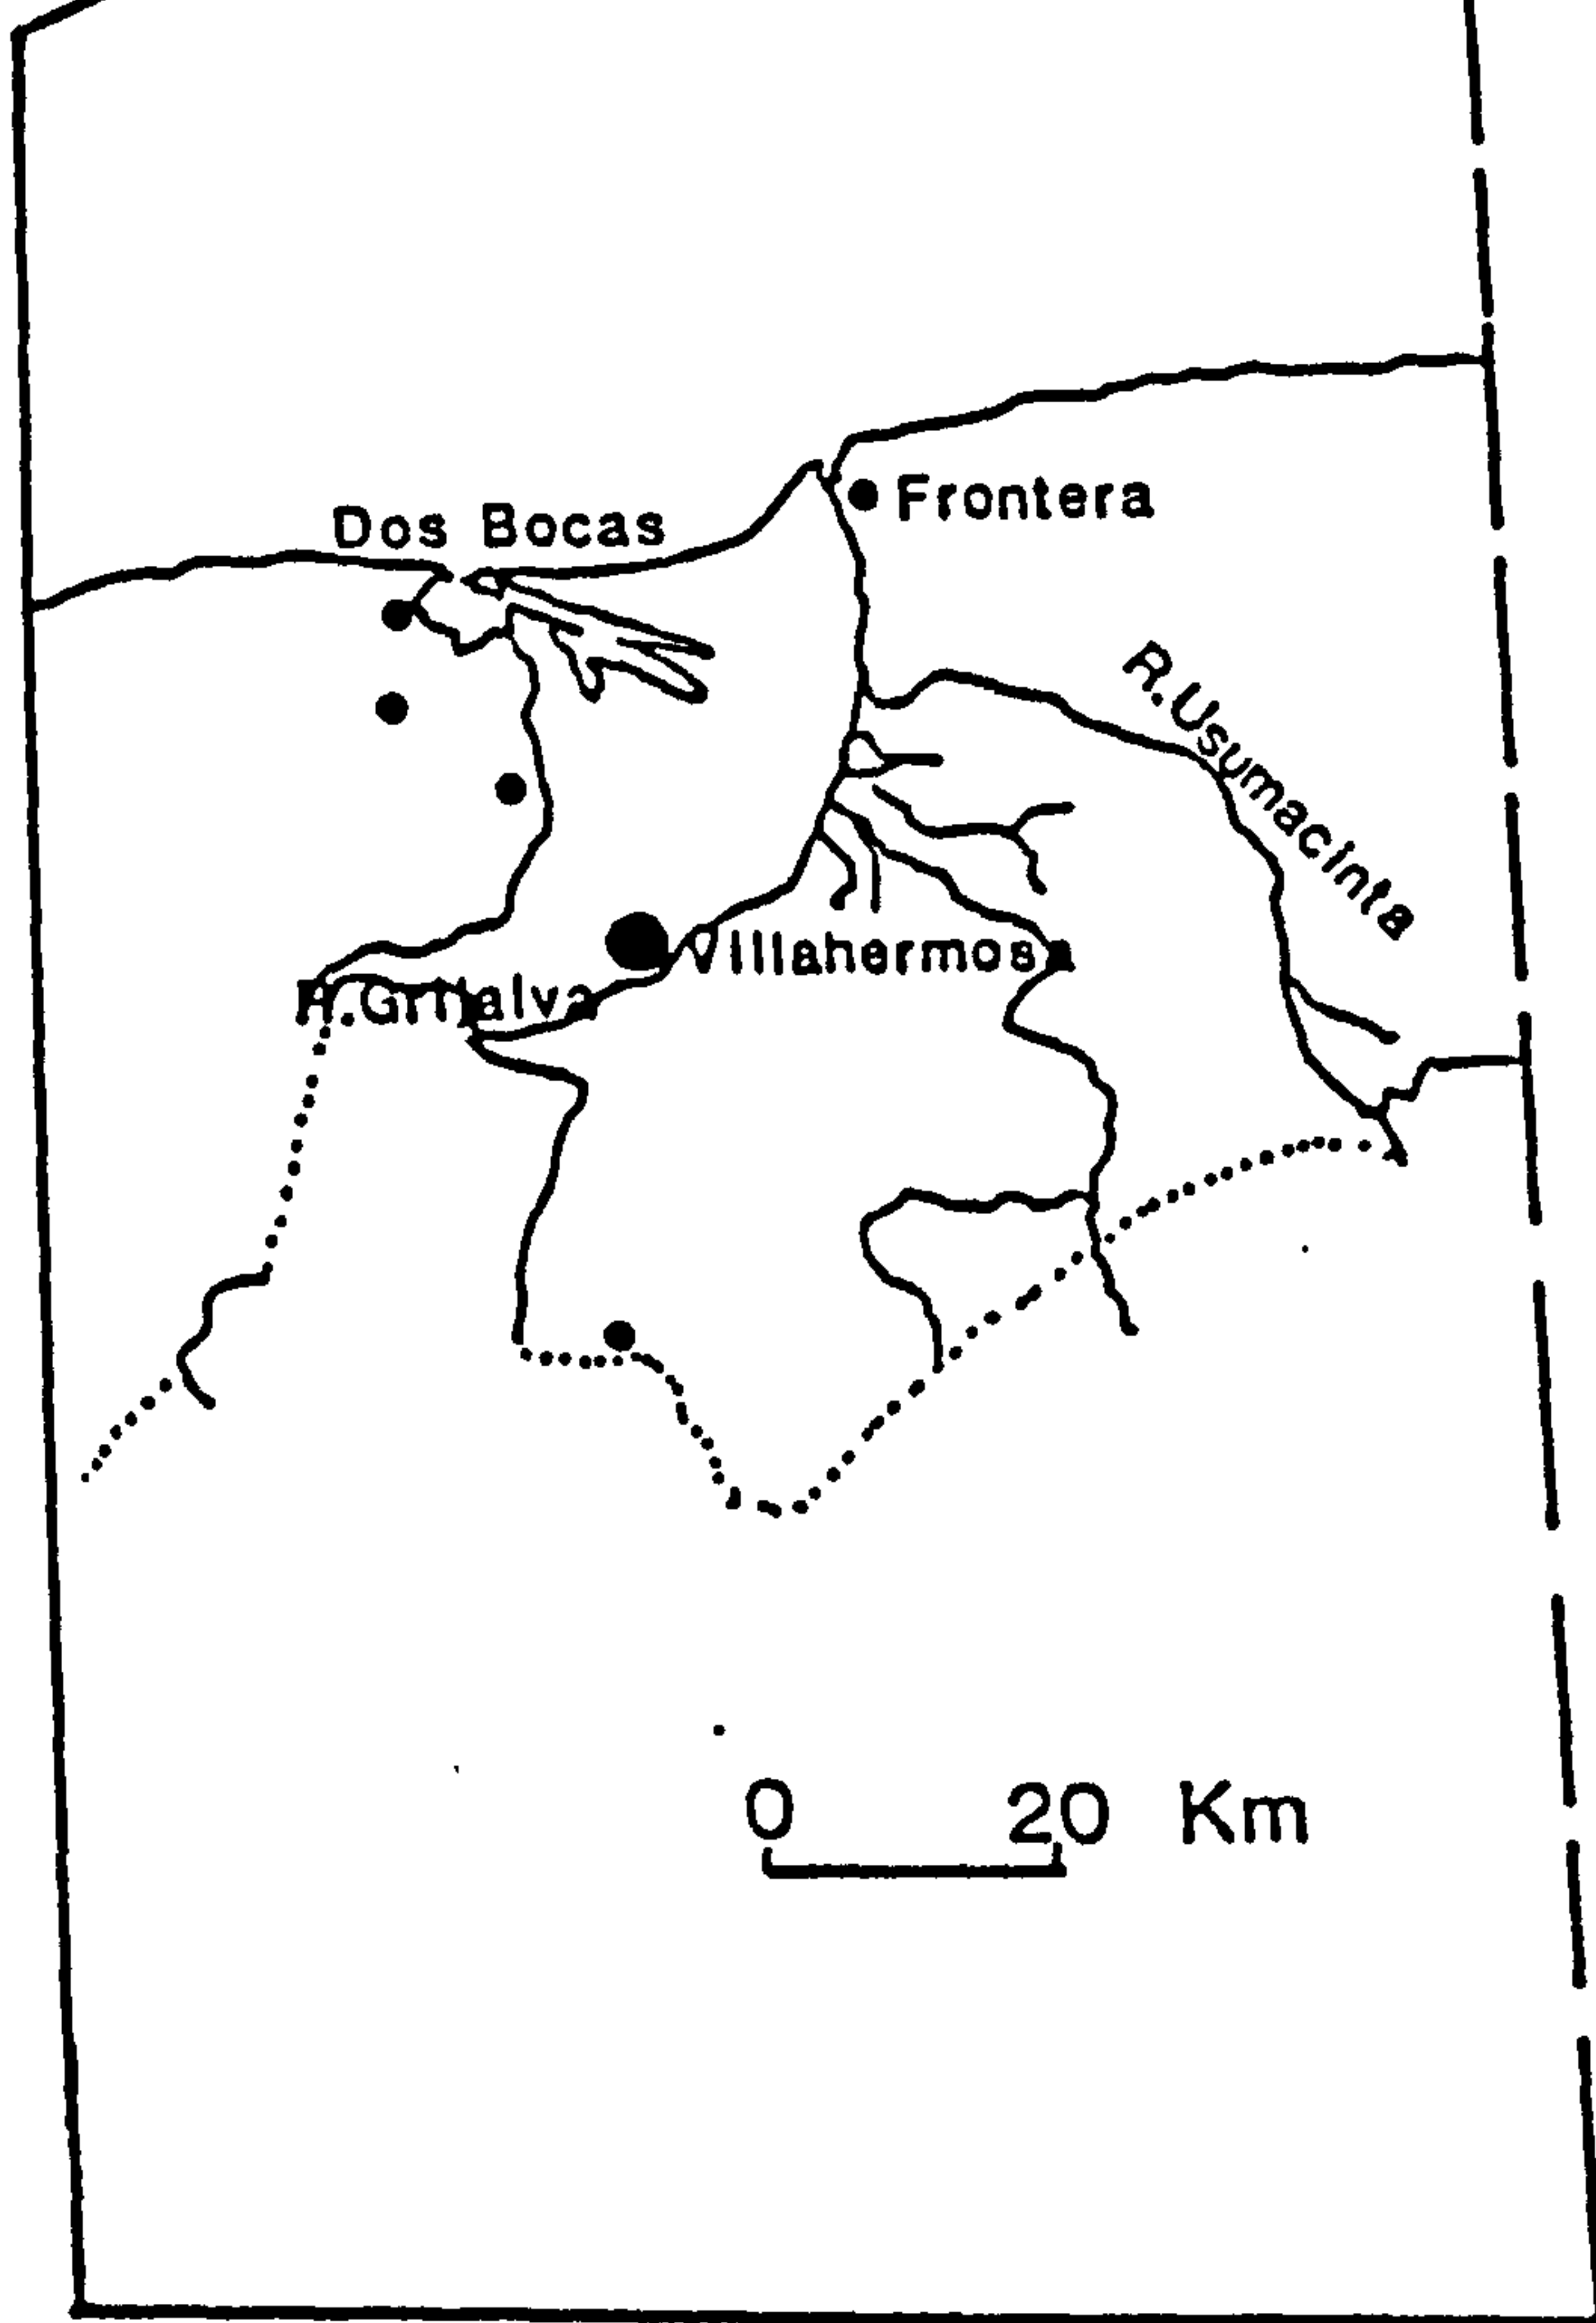 Frontera
Dos Bocas
R. Usumacinta
Villahermosa
R. Grijalva
0 20 Km